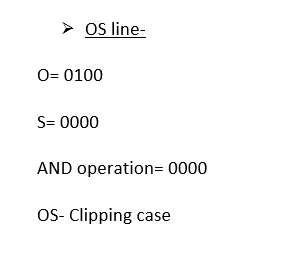 ➢ OS line-
O= 0100
S= 0000
AND operation= 0000
OS- Clipping case